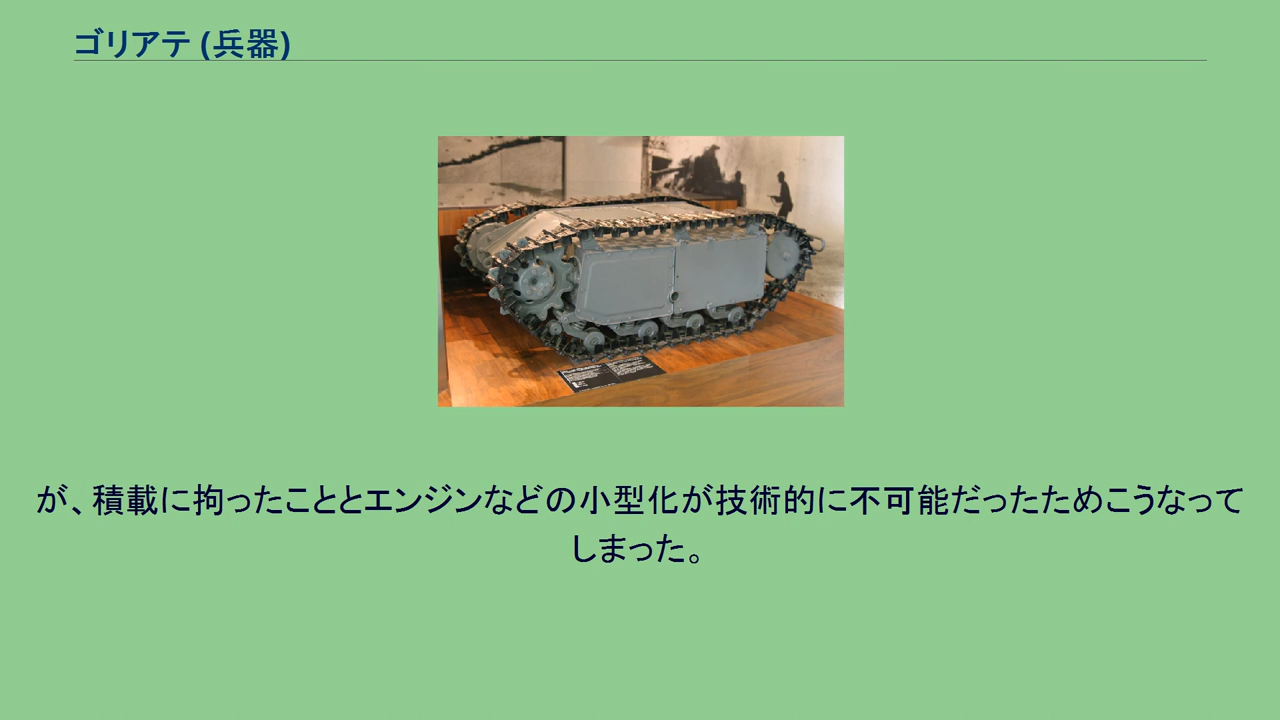 ゴリアテ (兵器)
が、積載に拘ったこととエンジンなどの小型化が技術的に不可能だったためこうなって
しまった。